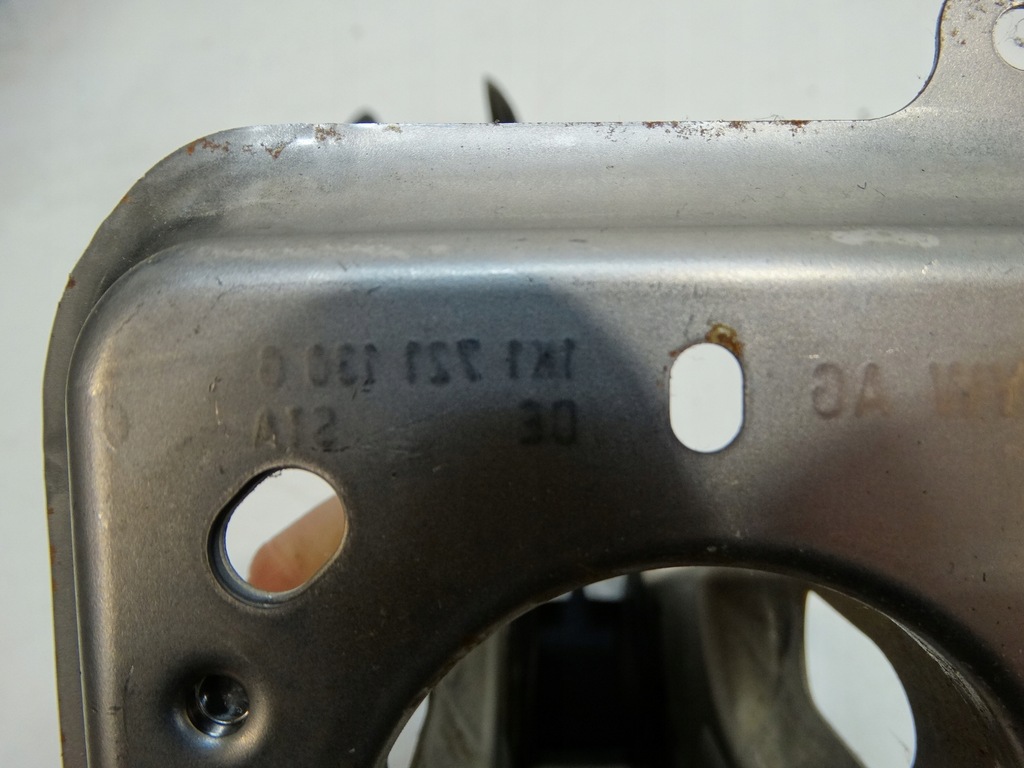 1K1 721 130 G
DE STA
VW AG